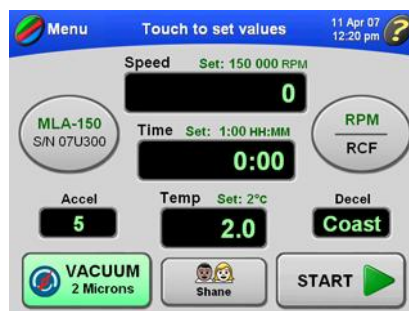 Menu
Touch to set values
11 Apr 07
12:20 pm
?
Speed Set: 150 000 RPM
0
MLA-150
S/N 07U300
Time Set: 1:00 HH:MM
0:00
RPM
RCF
Accel
5
Temp Set: 2°C
2.0
Decel
Coast
VACUUM
2 Microns
Shane
START